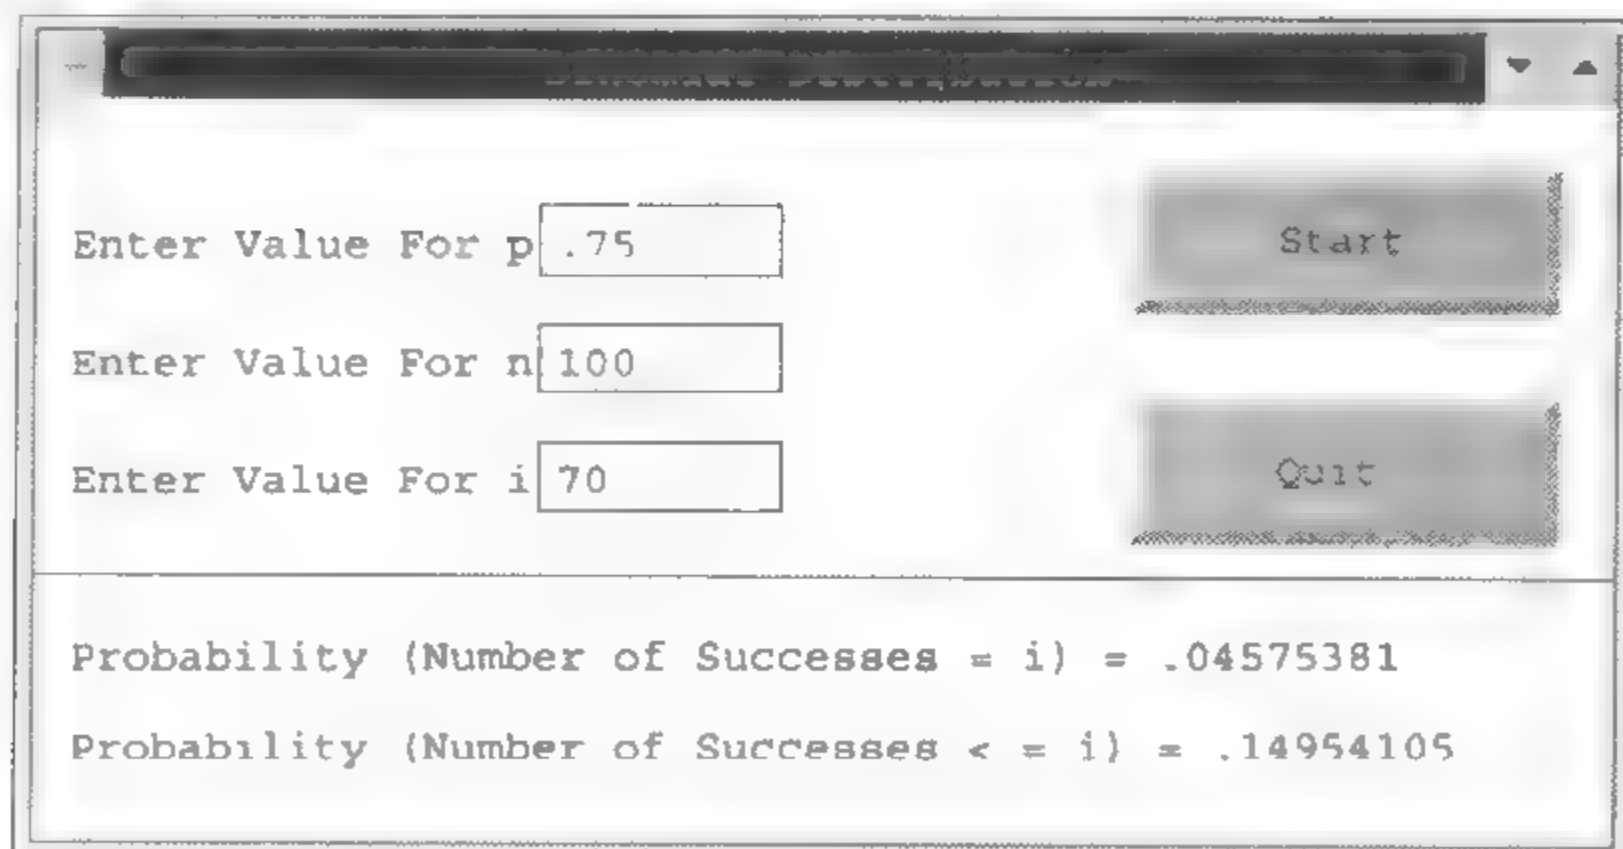 Enter Value For p .75
Start
Enter Value For n 100
Enter Value For i 70
Quit
Probability (Number of Successes = i) = .04575381
Probability (Number of Successes < = i) = .14954105